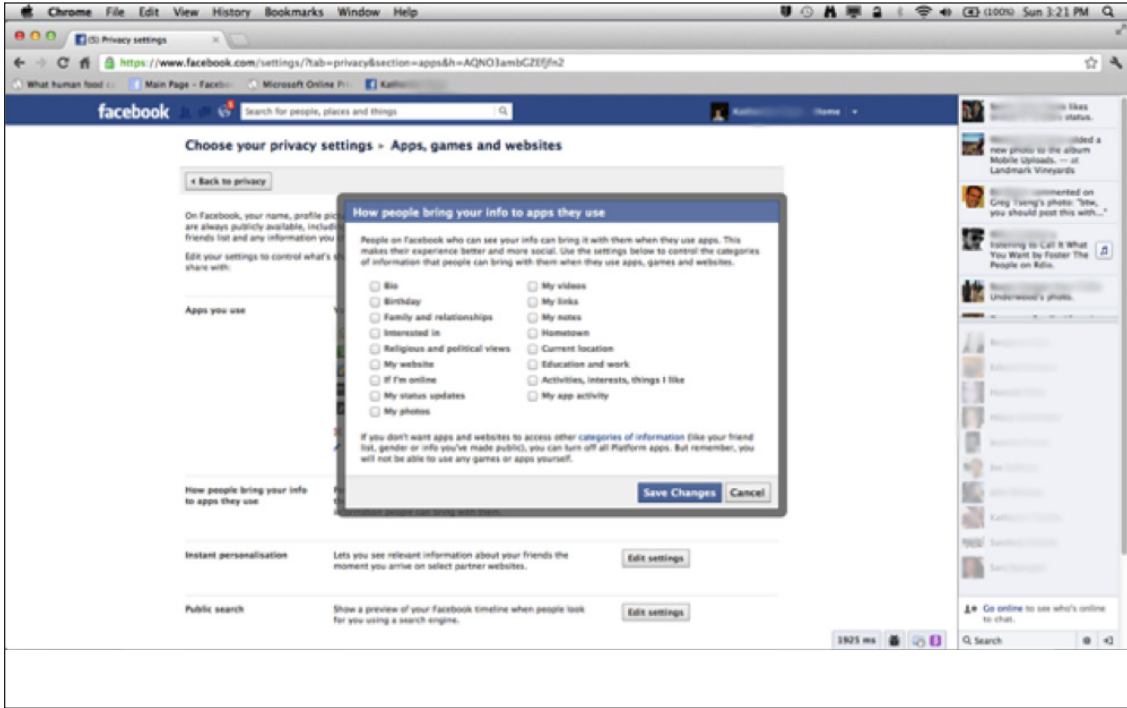 Chrome File Edit View History Bookmarks Window Help
(100%) Sun 3:21 PM
(5) Privacy settings
https://www.facebook.com/settings/?tab=privacy&section=apps&h=
What human food Main Page - Facebo Microsoft Online Pri
facebook
Search for people, places and things
Home
Choose your privacy settings ▸ Apps, games and websites
Back to privacy
On Facebook, your name, profile pic
are always publicly available, includi
friends list and any information you
Edit your settings to control what's
share with:
Apps you use
How people bring your info to apps they use
People on Facebook who can see your info can bring it with them when they use apps. This
makes their experience better and more social. Use the settings below to control the categories
of information that people can bring with them when they use apps, games and websites.
Bio My videos
Birthday My links
Family and relationships My notes
Interested in Hometown
Religious and political views Current location
My website Education and work
If I'm online Activities, interests, things I like
My status updates My app activity
My photos
If you don't want apps and websites to access other categories of information (like your friend
list, gender or info you've made public), you can turn off all Platform apps. But remember, you
will not be able to use any games or apps yourself.
Save Changes Cancel
How people bring your info
to apps they use
information people can bring with them.
Instant personalisation
Lets you see relevant information about your friends the
moment you arrive on select partner websites.
Edit settings
Public search
Show a preview of your Facebook timeline when people look
for you using a search engine.
Edit settings
likes
status.
added a
new photo to the album
Mobile Uploads. — at
Landmark Vineyards
commented on
Greg Tseng's photo: "btw,
you should post this with..."
listening to Call It What
You Want by Foster The
People on Rdio.
Underwood's photo.
Go online to see who's online
to chat.
1925 ms
Search